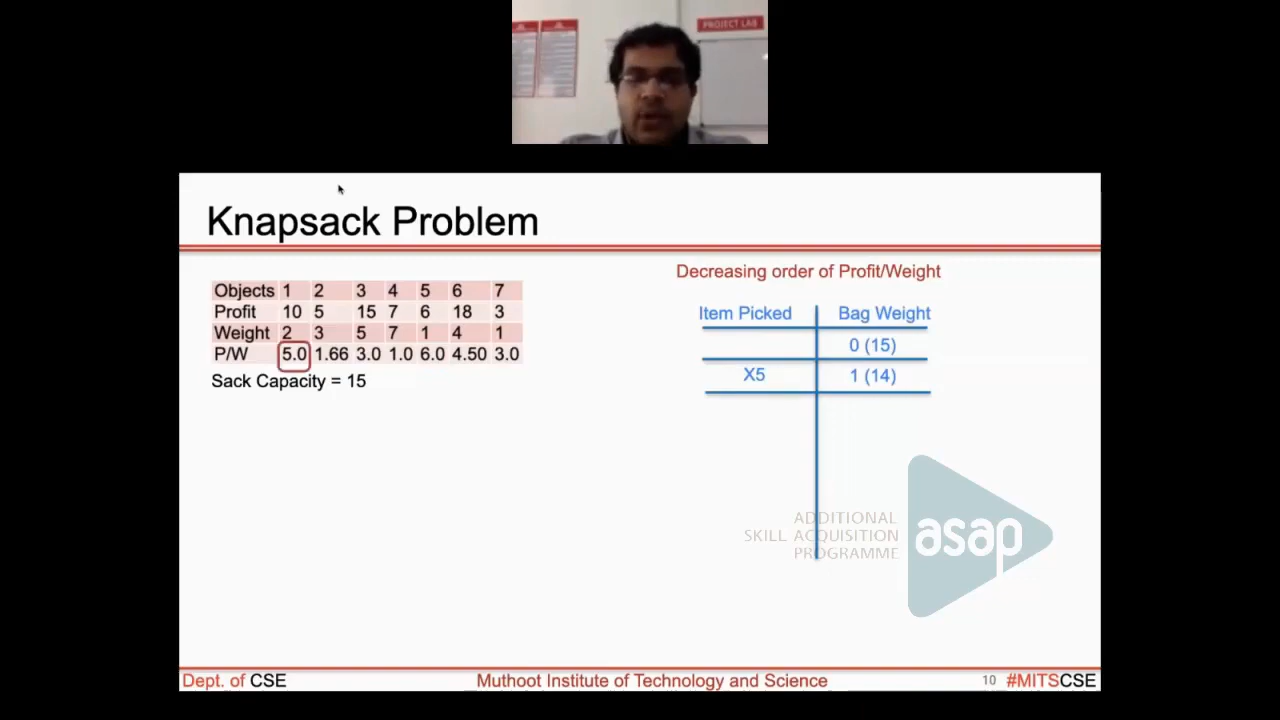 PROJECT LAB
Knapsack Problem
Objects 1 2 3 4 5 6 7
Profit 10 5 15 7 6 18 3
Weight 2 3 5 7 1 4 1
P/W 5.0 1.66 3.0 1.0 6.0 4.50 3.0
Sack Capacity = 15
Decreasing order of Profit/Weight
Item Picked Bag Weight
0 (15)
X5 1 (14)
ADDITIONAL
SKILL ACQUISITION
PROGRAMME
asap
Dept. of CSE Muthoot Institute of Technology and Science 10 #MITSCSE